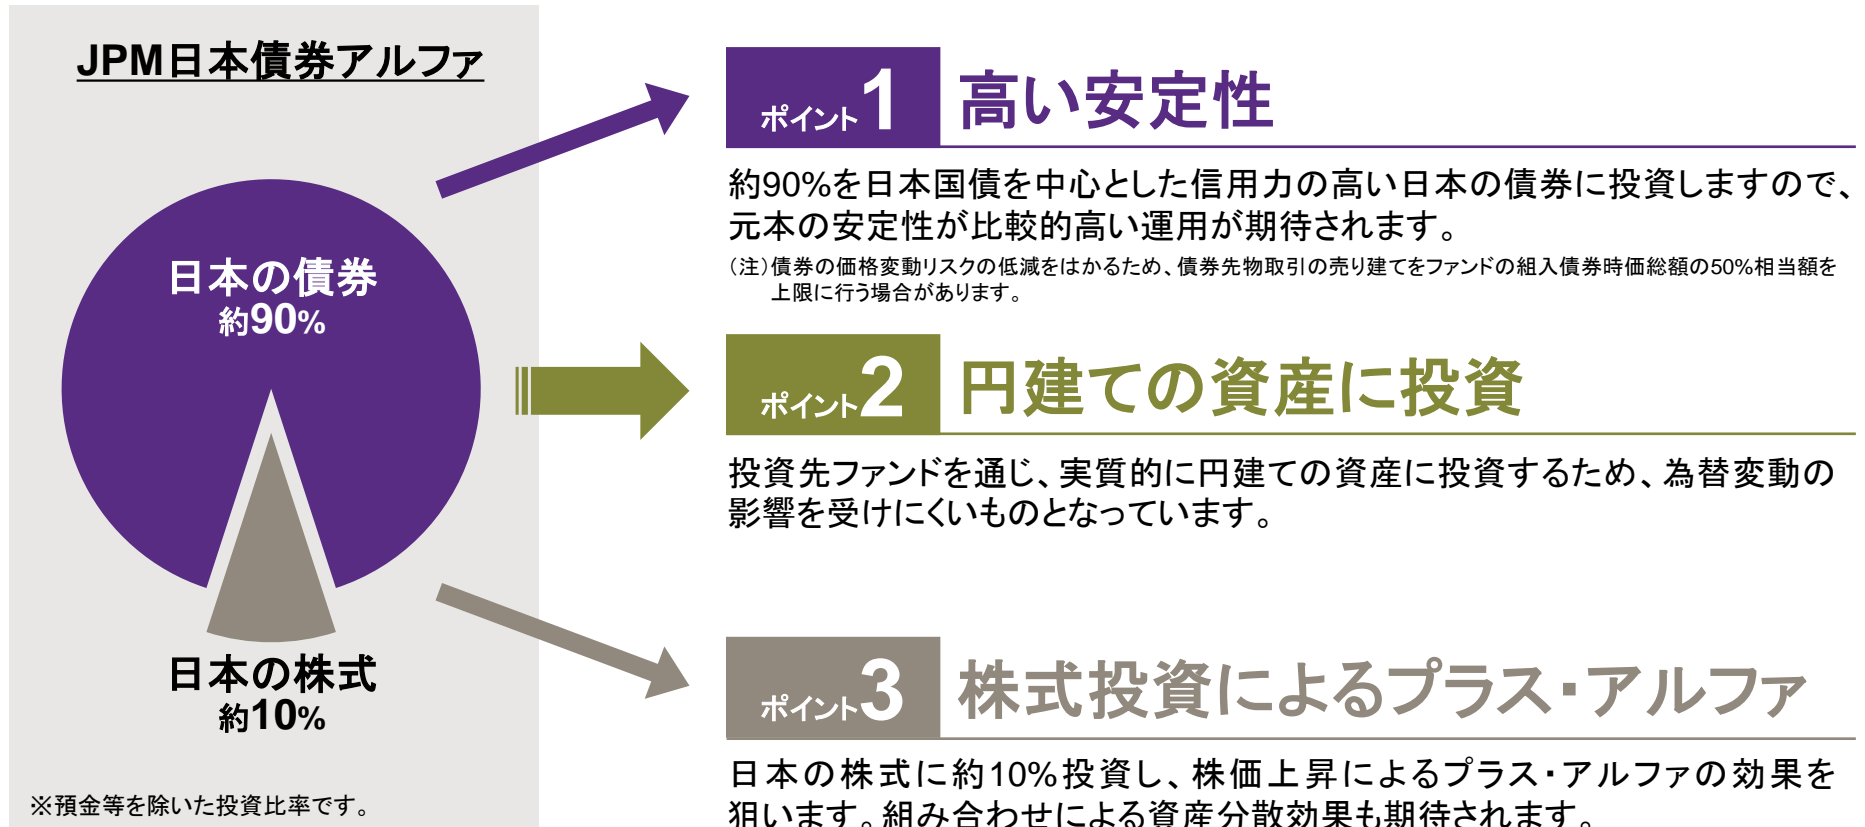 JPM日本債券アルファ
日本の債券
約90%
日本の株式
約10%
※預金等を除いた投資比率です。
ポイント1 高い安定性
約90%を日本国債を中心とした信用力の高い日本の債券に投資しますので、
元本の安定性が比較的高い運用が期待されます。
(注)債券の価格変動リスクの低減をはかるため、債券先物取引の売り建てをファンドの組入債券時価総額の50%相当額を
上限に行う場合があります。
ポイント2 円建ての資産に投資
投資先ファンドを通じ、実質的に円建ての資産に投資するため、為替変動の
影響を受けにくいものとなっています。
ポイント3 株式投資によるプラス・アルファ
日本の株式に約10%投資し、株価上昇によるプラス・アルファの効果を
狙います。組み合わせによる資産分散効果も期待されます。